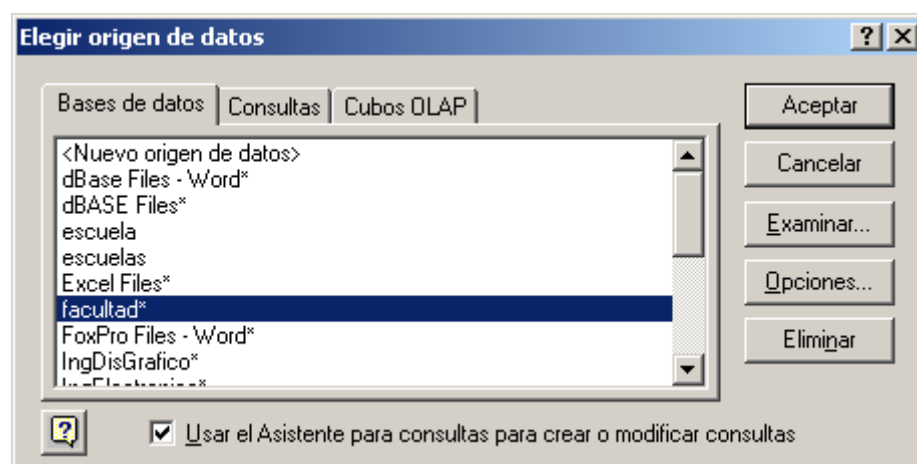 Elegir origen de datos
Bases de datos Consultas Cubos OLAP
<Nuevo origen de datos>
dBase Files - Word*
dBASE Files*
escuela
escuelas
Excel Files*
facultad*
FoxPro Files - Word*
IngDisGrafico*
Aceptar
Cancelar
Examinar...
Opciones...
Eliminar
Usar el Asistente para consultas para crear o modificar consultas